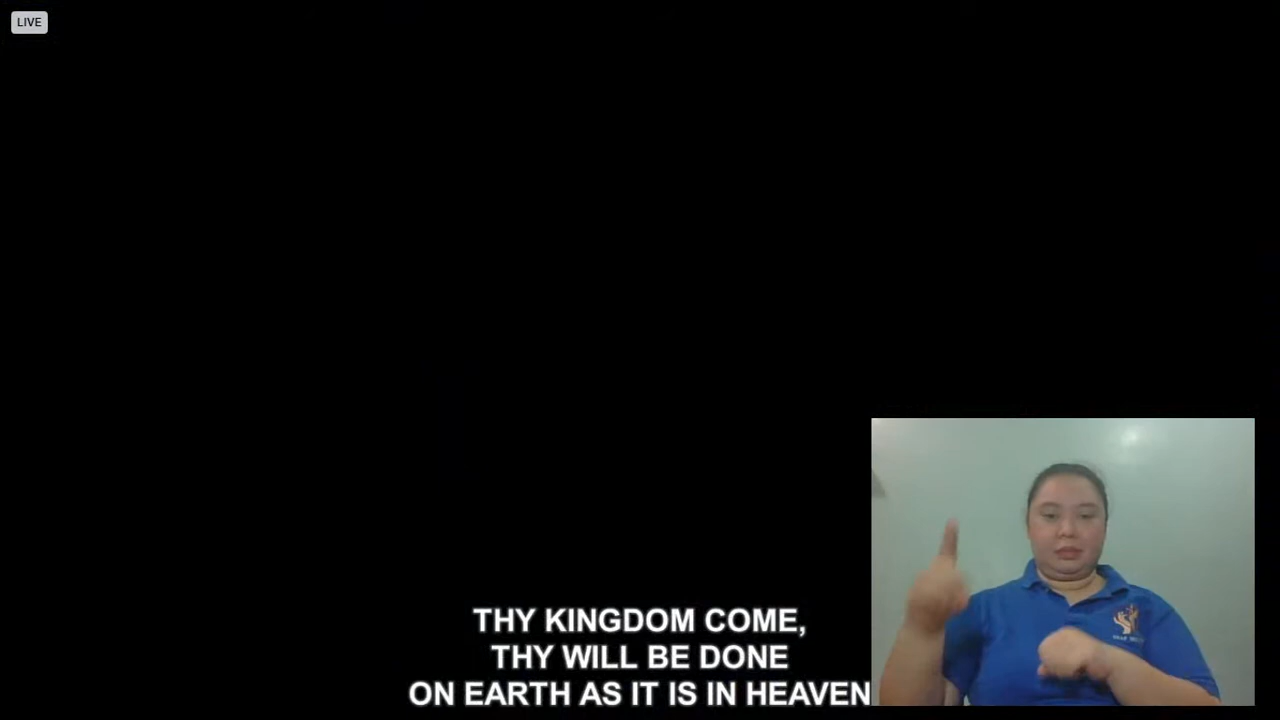 LIVE
THY KINGDOM COME,
THY WILL BE DONE
ON EARTH AS IT IS IN HEAVEN